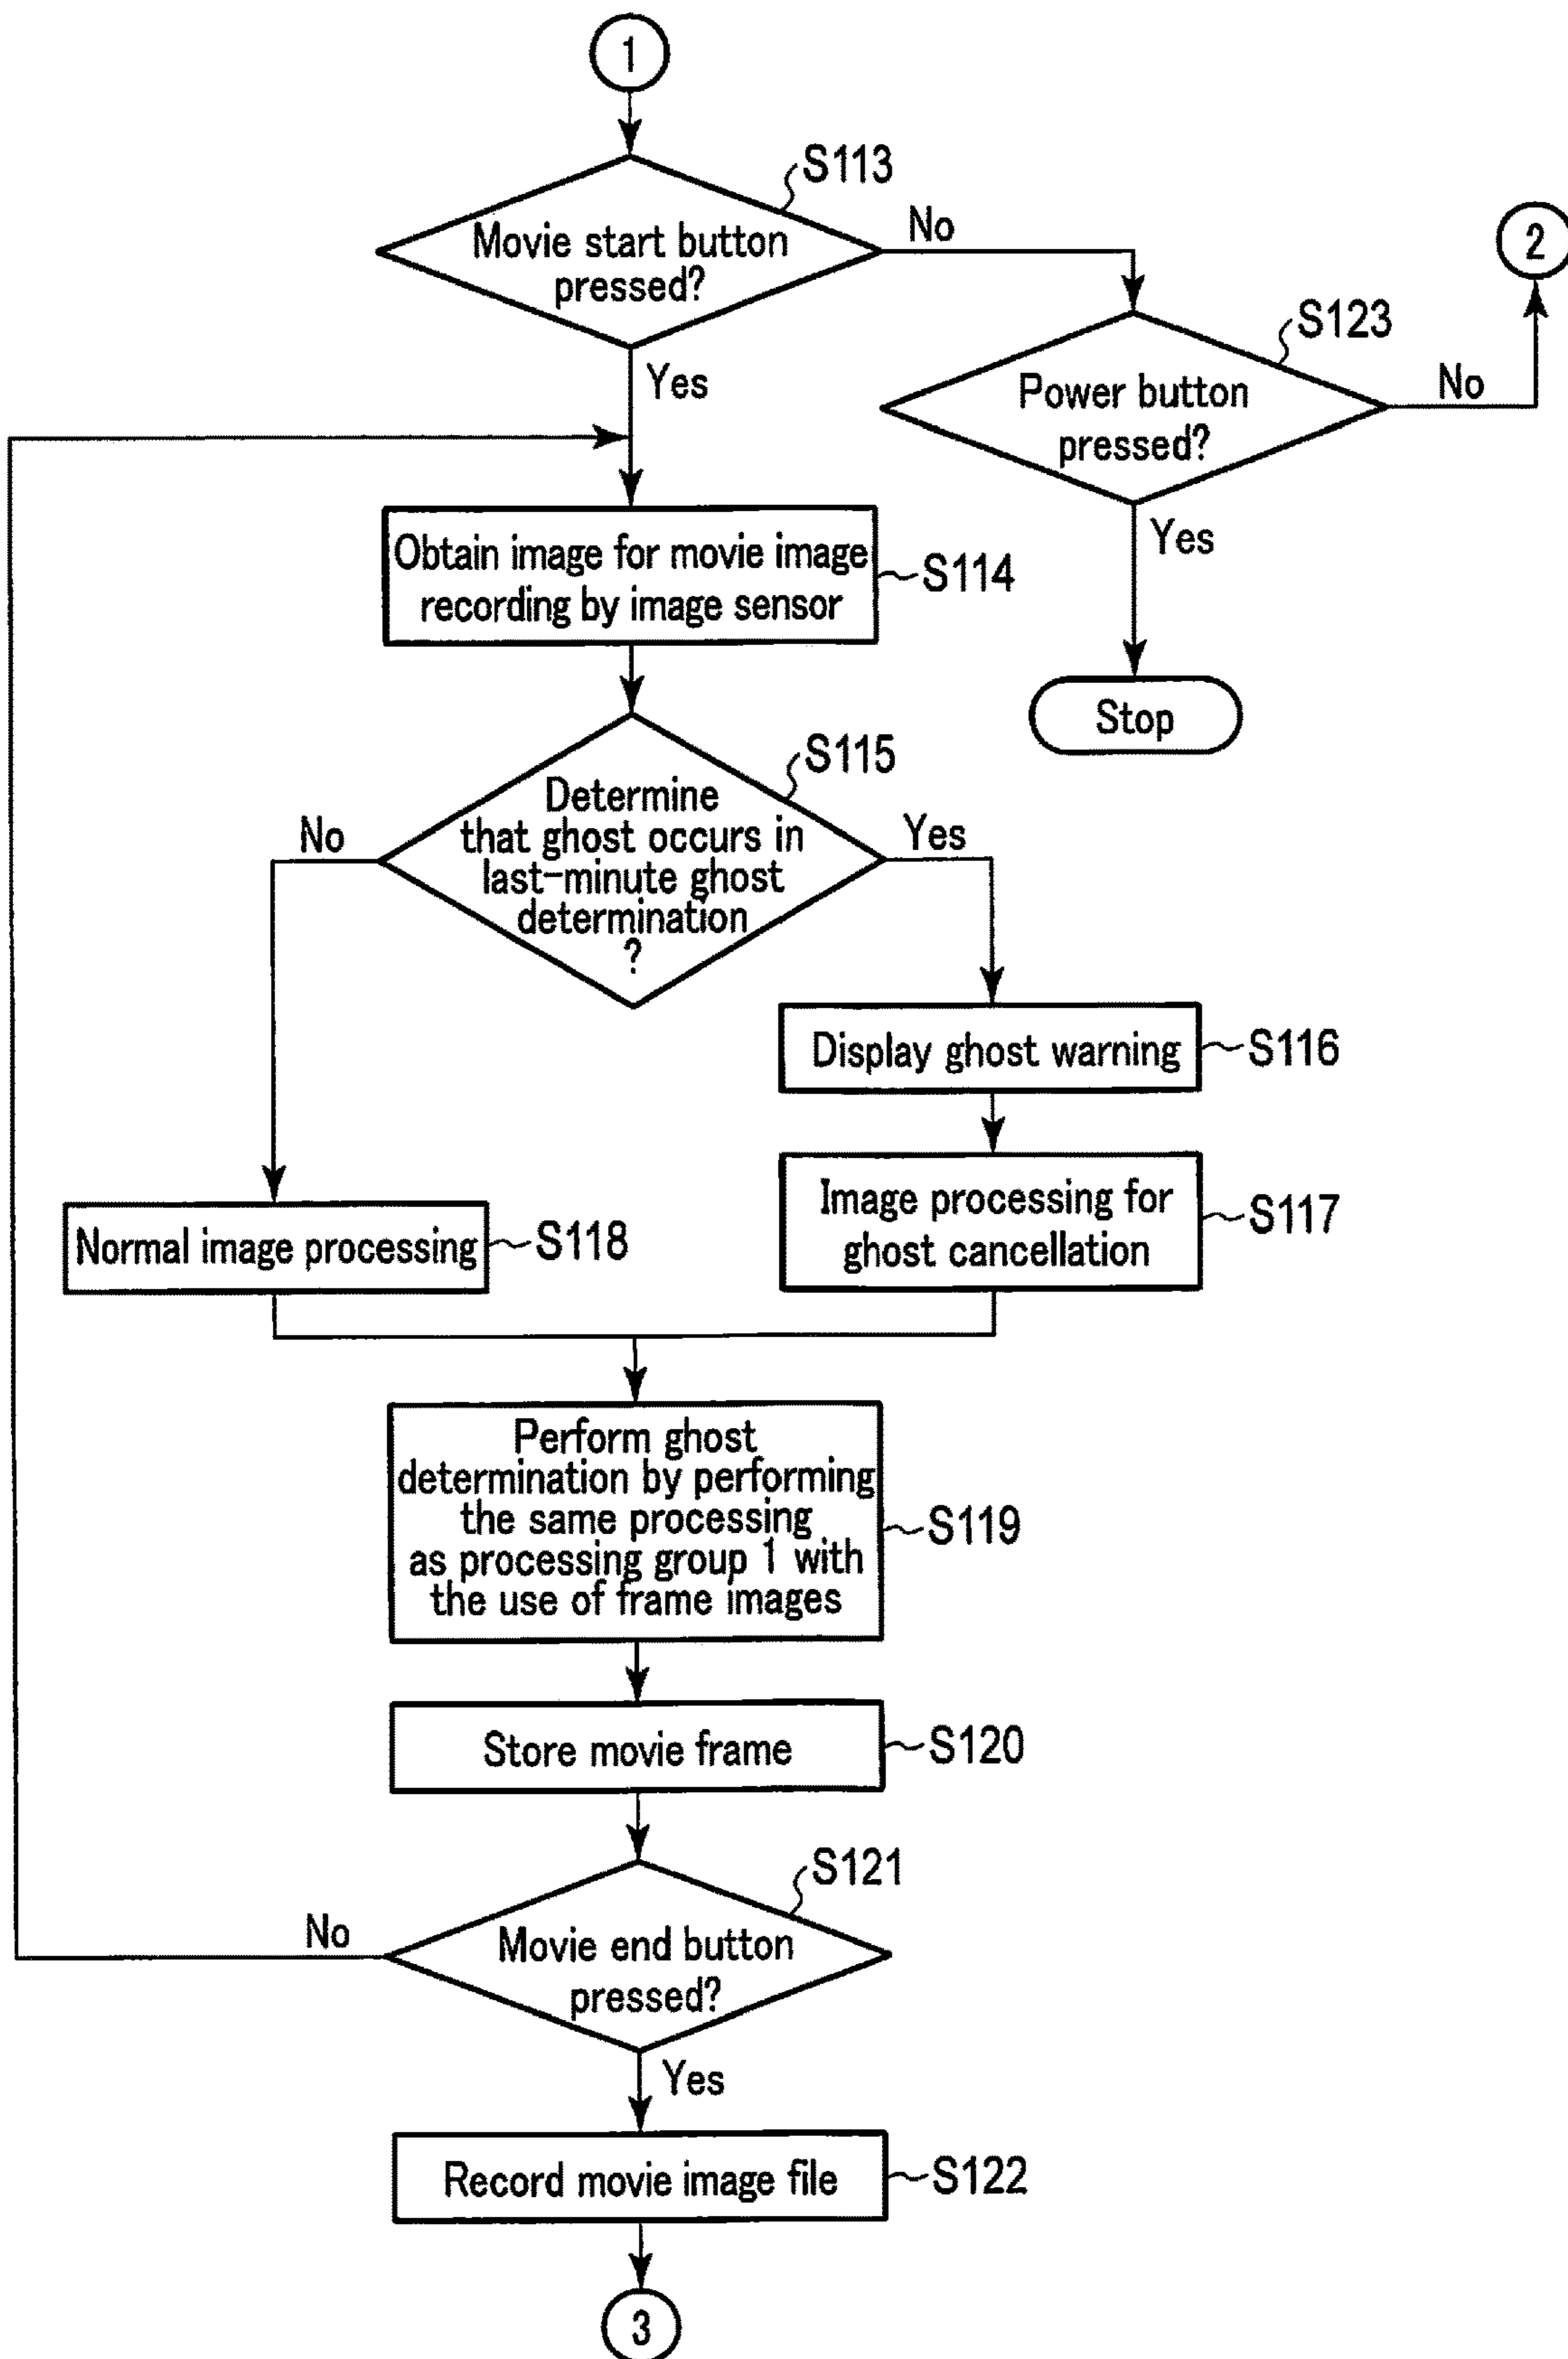 1
S113
Movie start button
pressed?
No
Yes
2
S123
Power button
pressed?
No
Yes
Stop
Obtain image for movie image
recording by image sensor
S114
S115
Determine
that ghost occurs in
last-minute ghost
determination
?
No
Yes
Display ghost warning
S116
Image processing for
ghost cancellation
S117
Normal image processing
S118
Perform ghost
determination by performing
the same processing
as processing group 1 with
the use of frame images
S119
Store movie frame
S120
S121
Movie end button
pressed?
No
Yes
Record movie image file
S122
3